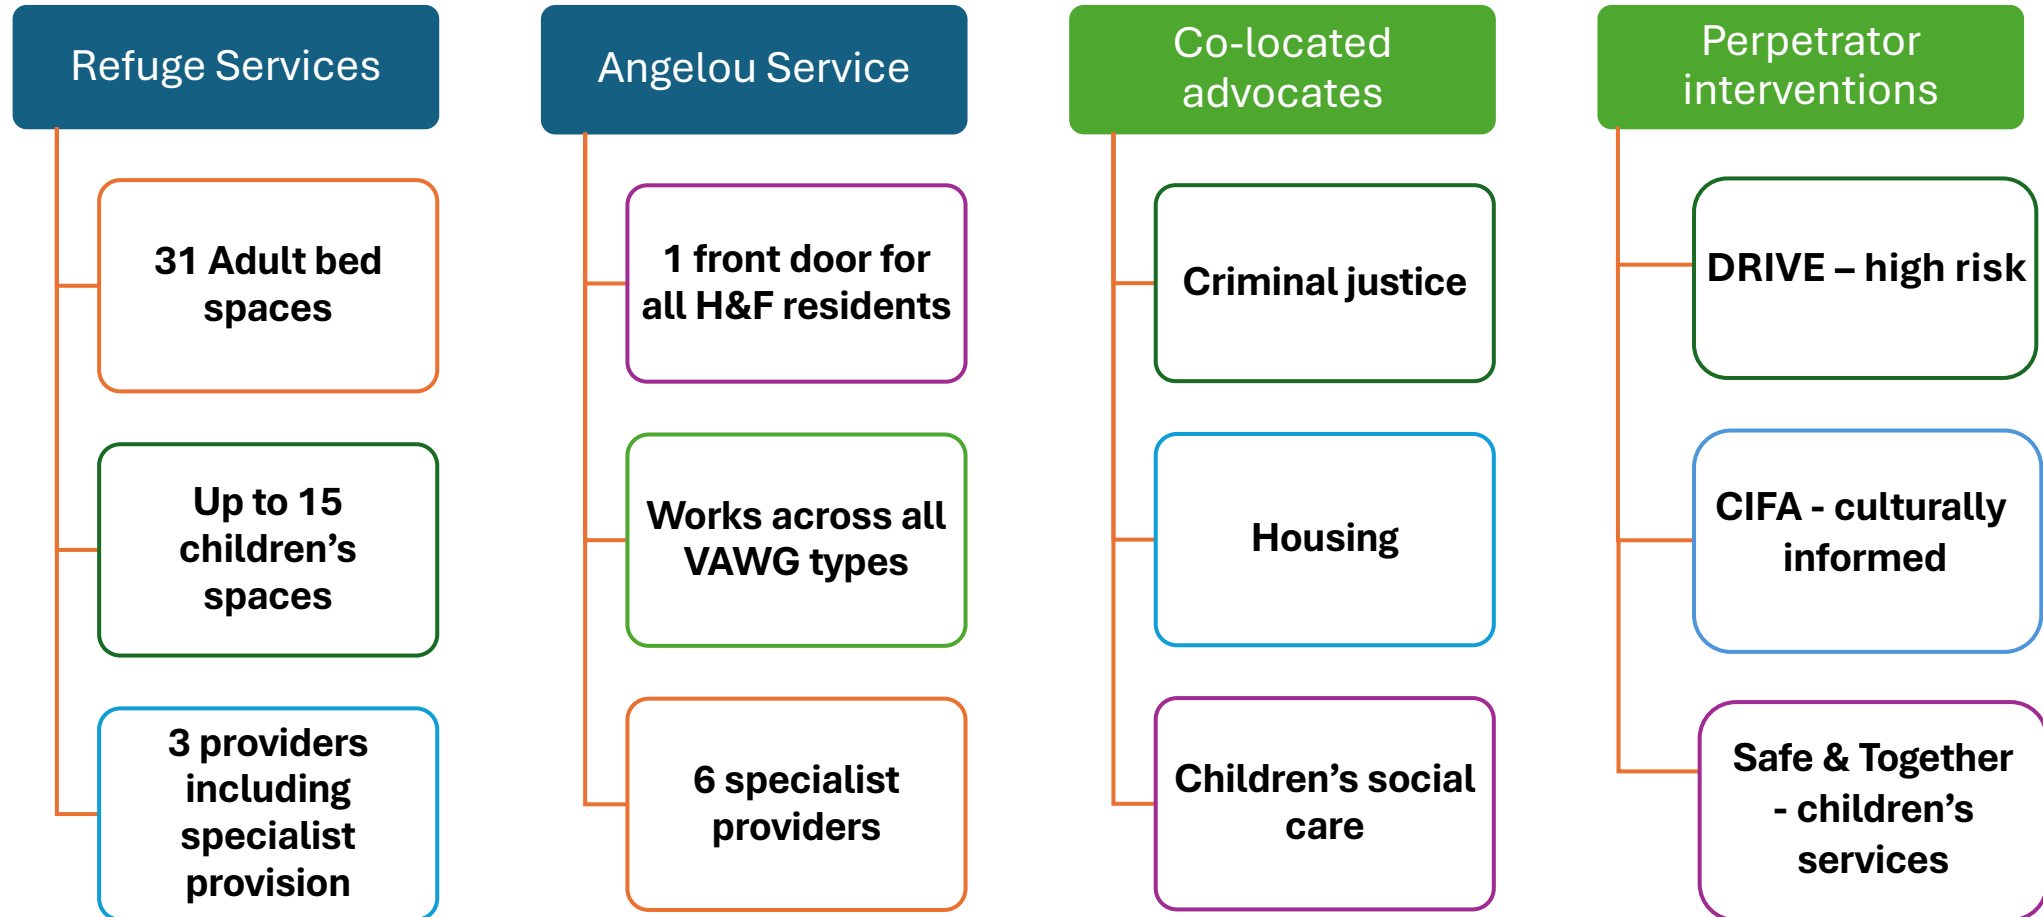 Refuge Services
31 Adult bed
spaces
Up to 15
children’s
spaces
3 providers
including
specialist
provision
Angelou Service
1 front door for
all H&F residents
Works across all
VAWG types
6 specialist
providers
Co-located
advocates
Criminal justice
Housing
Children’s social
care
Perpetrator
interventions
DRIVE – high risk
CIFA - culturally
informed
Safe & Together
- children’s
services